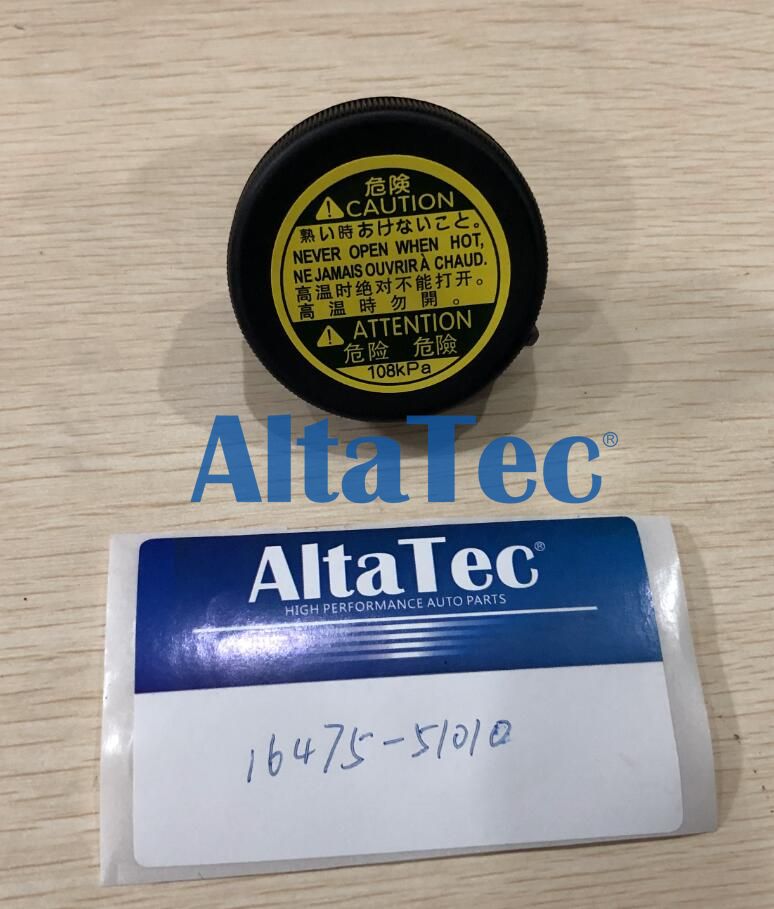 危険
⚠CAUTION
熱い時おけないこと。
NEVER OPEN WHEN HOT,
NE JAMAIS OUVRIR À CHAUD.
高温时绝对不能打开。
高温時勿開。
⚠ ATTENTION
危险 危險
108kPa
AltaTec®
AltaTec®
HIGH PERFORMANCE AUTO PARTS
16475-51010